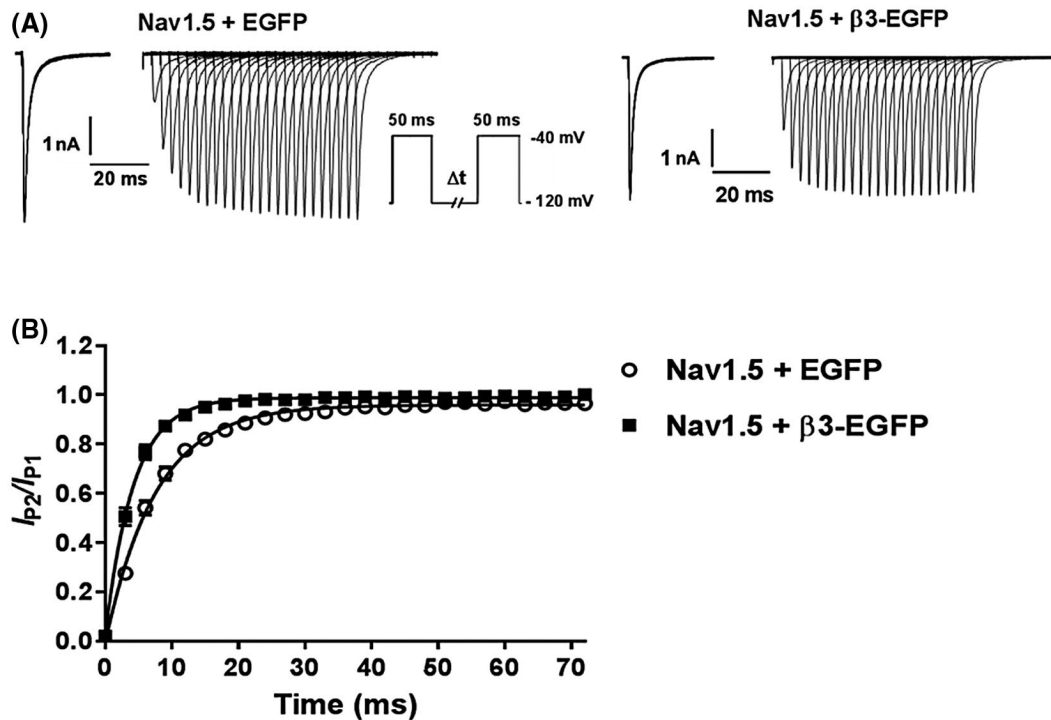 (A)
Nav1.5 + EGFP
Nav1.5 + β3-EGFP
1 nA
20 ms
50 ms
50 ms
-40 mV
Δt
- 120 mV
1 nA
20 ms
(B)
1.2
1.0
0.8
0.6
0.4
0.2
0.0
IP2/IP1
0 10 20 30 40 50 60 70
Time (ms)
Nav1.5 + EGFP
Nav1.5 + β3-EGFP